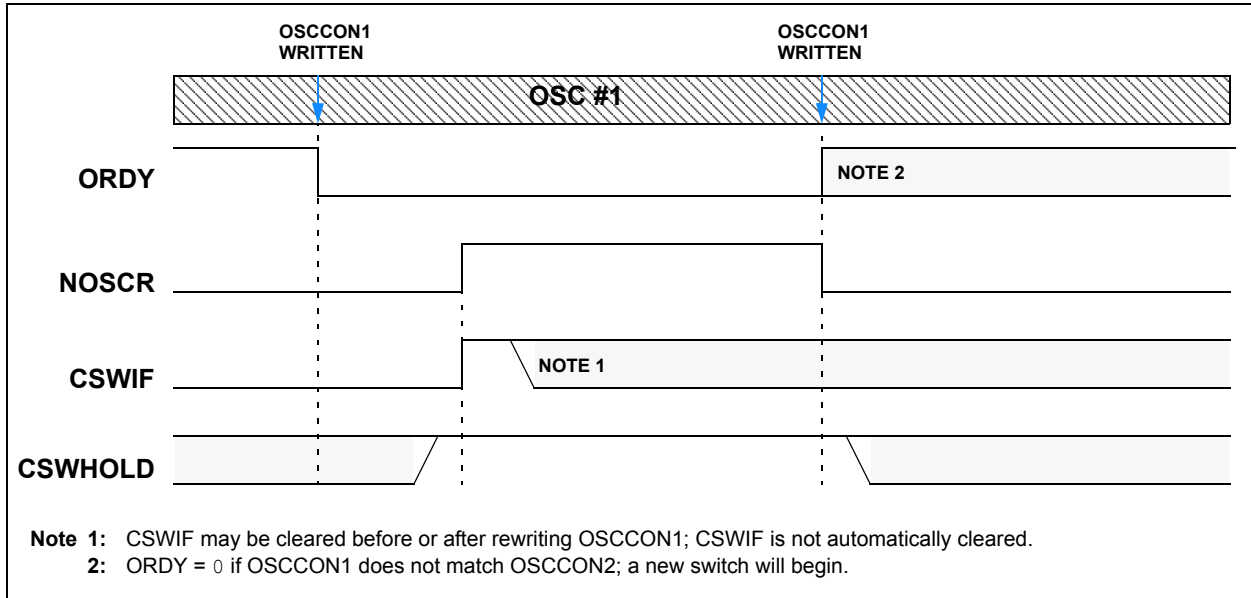 OSCCON1
WRITTEN
OSCCON1
WRITTEN
OSC #1
ORDY
NOTE 2
NOSCR
CSWIF
NOTE 1
CSWHOLD
Note 1: CSWIF may be cleared before or after rewriting OSCCON1; CSWIF is not automatically cleared.
2: ORDY = 0 if OSCCON1 does not match OSCCON2; a new switch will begin.